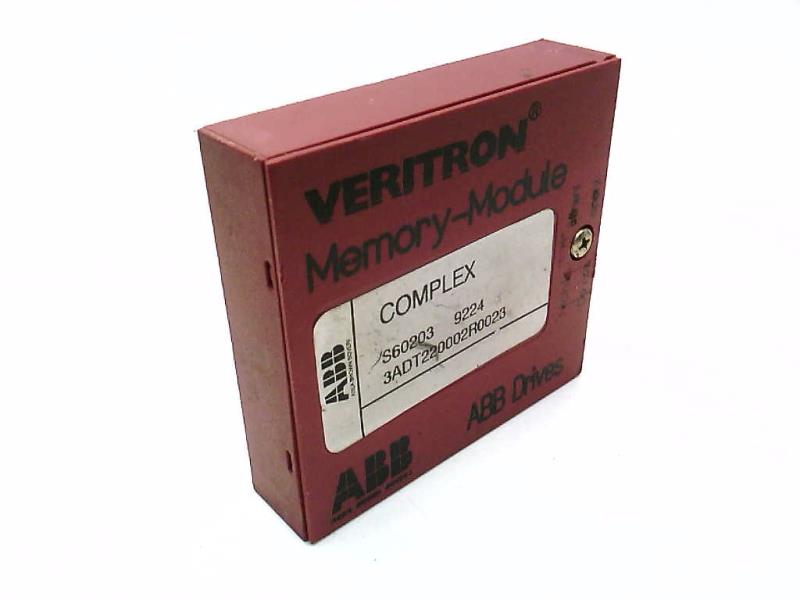 VERITRON®
Memory-Module
COMPLEX
S60203 9224
3ADT220002R0023
ABB
ABB Drives
ABB